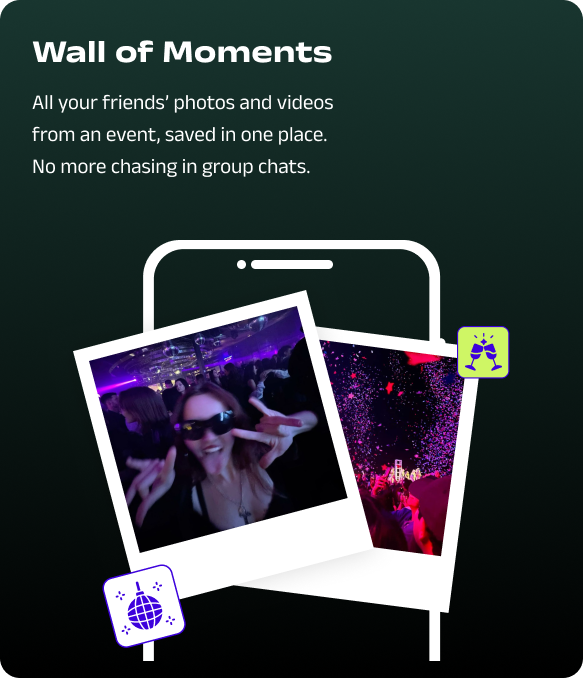 Wall of Moments
All your friends’ photos and videos
from an event, saved in one place.
No more chasing in group chats.